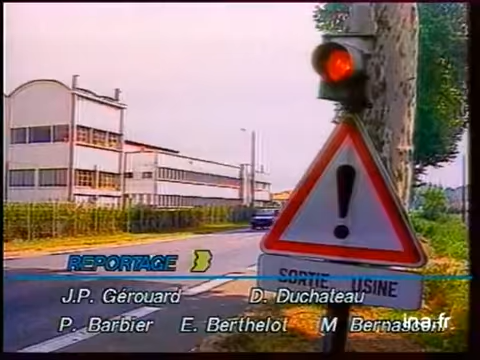 SORTIE USINE
REPORTAGE 3
J.P. Gérouard D. Duchateau
P. Barbier E. Berthelot M Bernasconi
ina.fr